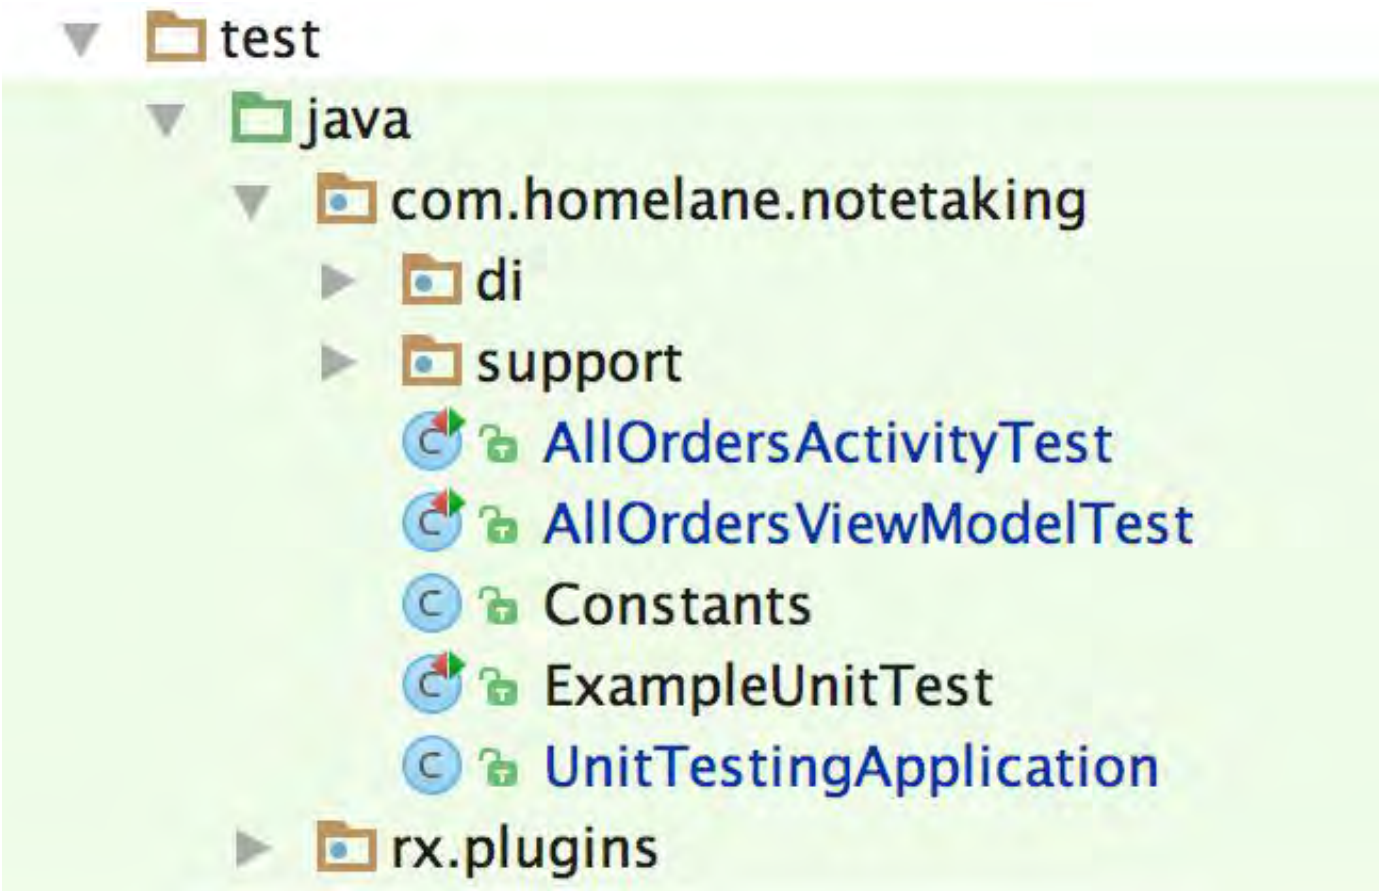 test
java
com.homelane.notetaking
di
support
AllOrdersActivityTest
AllOrdersViewModelTest
Constants
ExampleUnitTest
UnitTestingApplication
rx.plugins